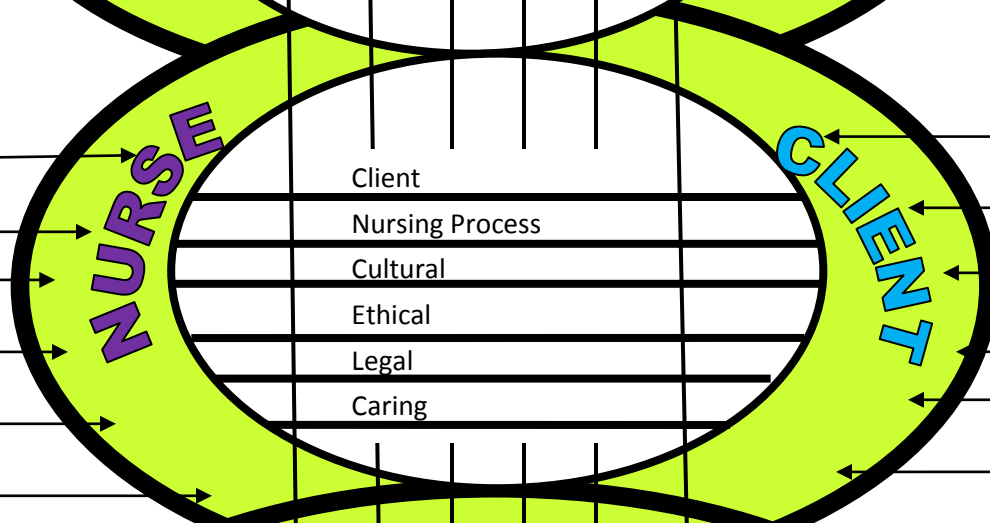 NURSE
CLIENT
Client
Nursing Process
Cultural
Ethical
Legal
Caring